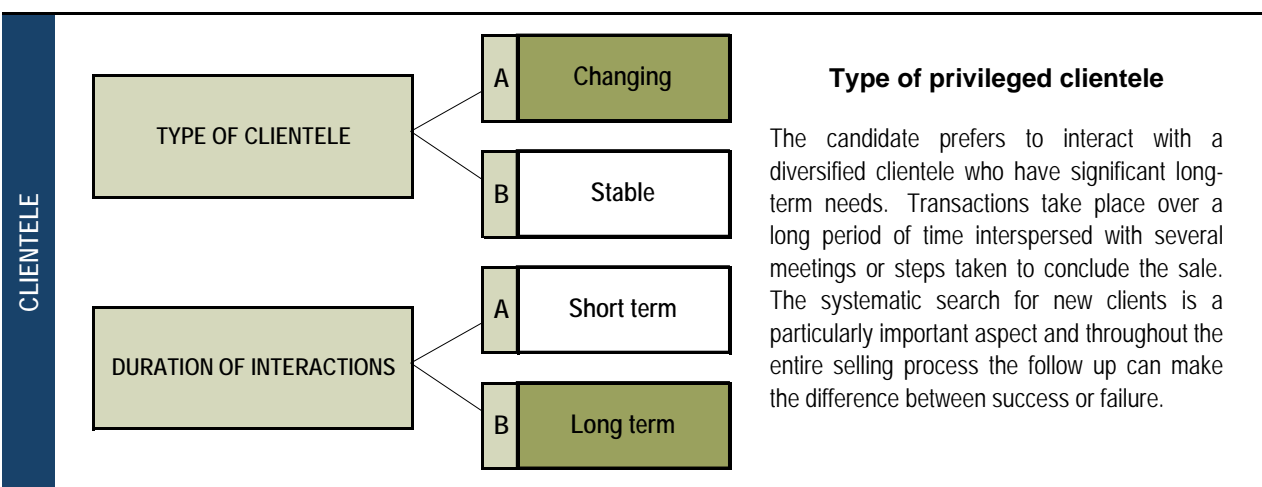 CLIENTELE
TYPE OF CLIENTELE
A
Changing
B
Stable
DURATION OF INTERACTIONS
A
Short term
B
Long term
Type of privileged clientele
The candidate prefers to interact with a
diversified clientele who have significant long-
term needs. Transactions take place over a
long period of time interspersed with several
meetings or steps taken to conclude the sale.
The systematic search for new clients is a
particularly important aspect and throughout the
entire selling process the follow up can make
the difference between success or failure.